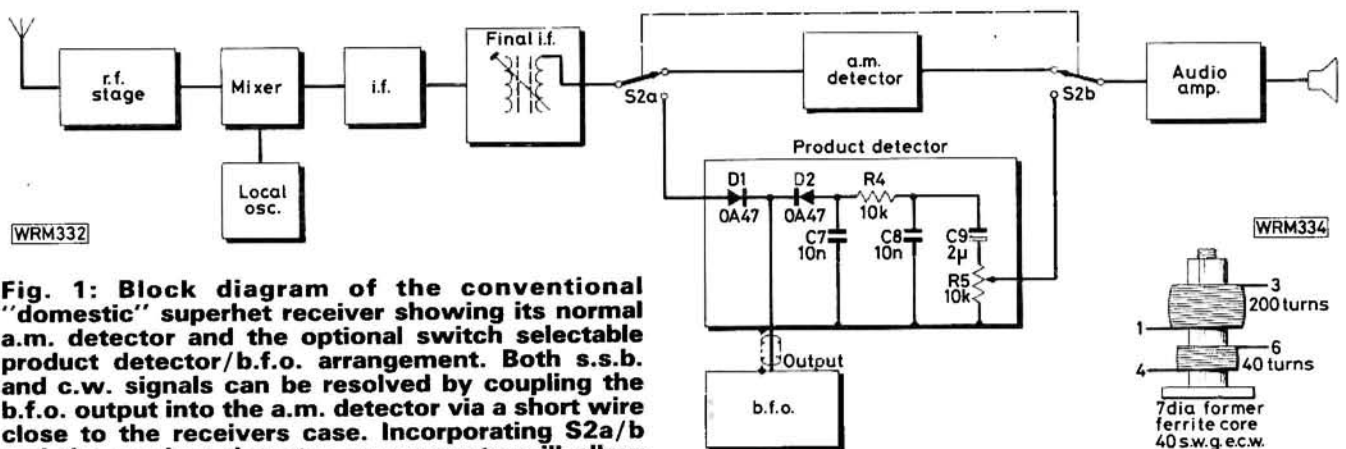 r.f.
stage
Mixer
Local
osc.
i.f.
Final i.f.
S2a
a.m.
detector
S2b
Audio
amp.
Product detector
D1
0A47
D2
0A47
R4
10k
C7
10n
C8
10n
C9
2µ
R5
10k
Output
b.f.o.
WRM332
WRM334
3
200 turns
1
6
40 turns
4
7dia former
ferrite core
40 s.w.g. e.c.w.
Fig. 1: Block diagram of the conventional
"domestic" superhet receiver showing its normal
a.m. detector and the optional switch selectable
product detector/b.f.o. arrangement. Both s.s.b.
and c.w. signals can be resolved by coupling the
b.f.o. output into the a.m. detector via a short wire
close to the receivers case. Incorporating S2a/b